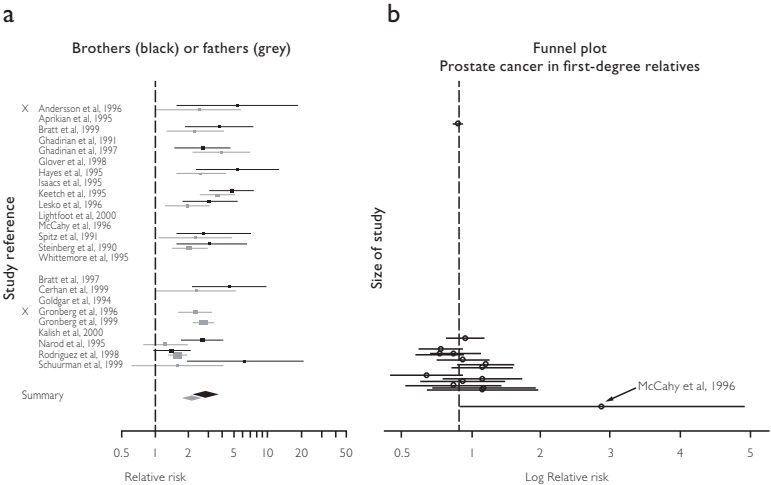 a
Brothers (black) or fathers (grey)
Study reference
X Andersson et al, 1996
Aprikian et al, 1995
Bratt et al, 1999
Ghadirian et al, 1991
Ghadirian et al, 1997
Glover et al, 1998
Hayes et al, 1995
Isaacs et al, 1995
Keetch et al, 1995
Lesko et al, 1996
Lightfoot et al, 2000
McCahy et al, 1996
Spitz et al, 1991
Steinberg et al, 1990
Whittemore et al, 1995
Bratt et al, 1997
Cerhan et al, 1999
Goldgar et al, 1994
X Gronberg et al, 1996
Gronberg et al, 1999
Kalish et al, 2000
Narod et al, 1995
Rodriguez et al, 1998
Schuurman et al, 1999
Summary
0.5 1 2 5 10 20 50
Relative risk
b
Funnel plot
Prostate cancer in first-degree relatives
Size of study
McCahy et al, 1996
0.5 1 2 3 4 5
Log Relative risk